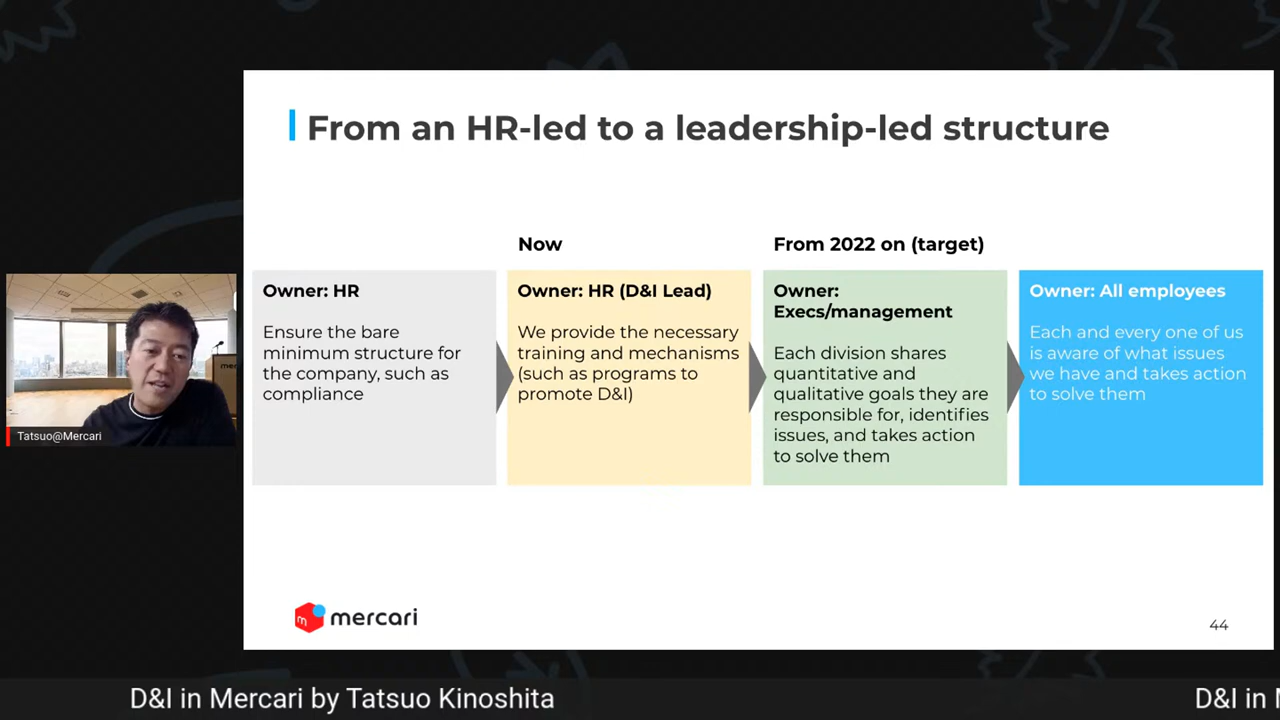 From an HR-led to a leadership-led structure
Now
From 2022 on (target)
Owner: HR
Ensure the bare
minimum structure for
the company, such as
compliance
Owner: HR (D&I Lead)
We provide the necessary
training and mechanisms
(such as programs to
promote D&I)
Owner:
Execs/management
Each division shares
quantitative and
qualitative goals they are
responsible for, identifies
issues, and takes action
to solve them
Owner: All employees
Each and every one of us
is aware of what issues
we have and takes action
to solve them
mer
Tatsuo@Mercari
m
mercari
44
D&I in Mercari by Tatsuo Kinoshita
D&I in